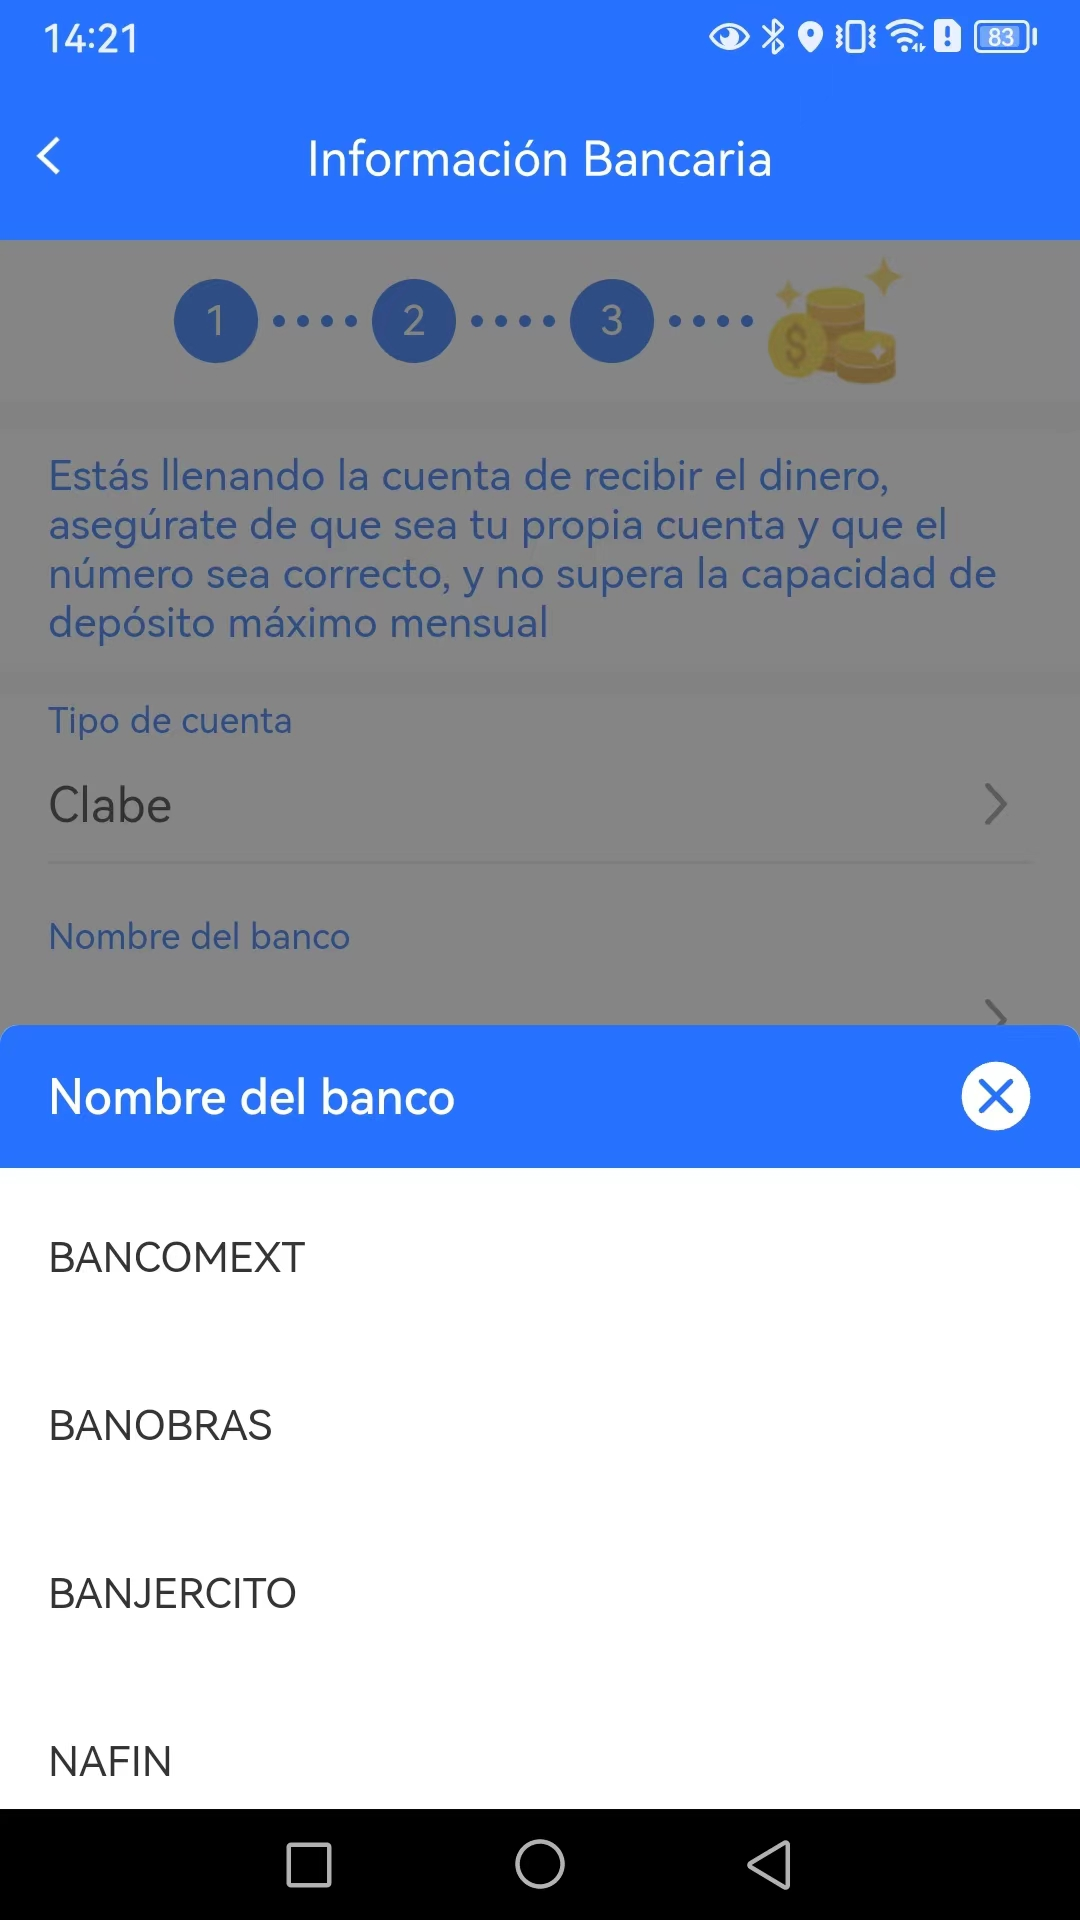 14:21
83
Información Bancaria
1
2
3
$
Estás llenando la cuenta de recibir el dinero,
asegúrate de que sea tu propia cuenta y que el
número sea correcto, y no supera la capacidad de
depósito máximo mensual
Tipo de cuenta
Clabe
Nombre del banco
Nombre del banco
BANCOMEXT
BANOBRAS
BANJERCITO
NAFIN